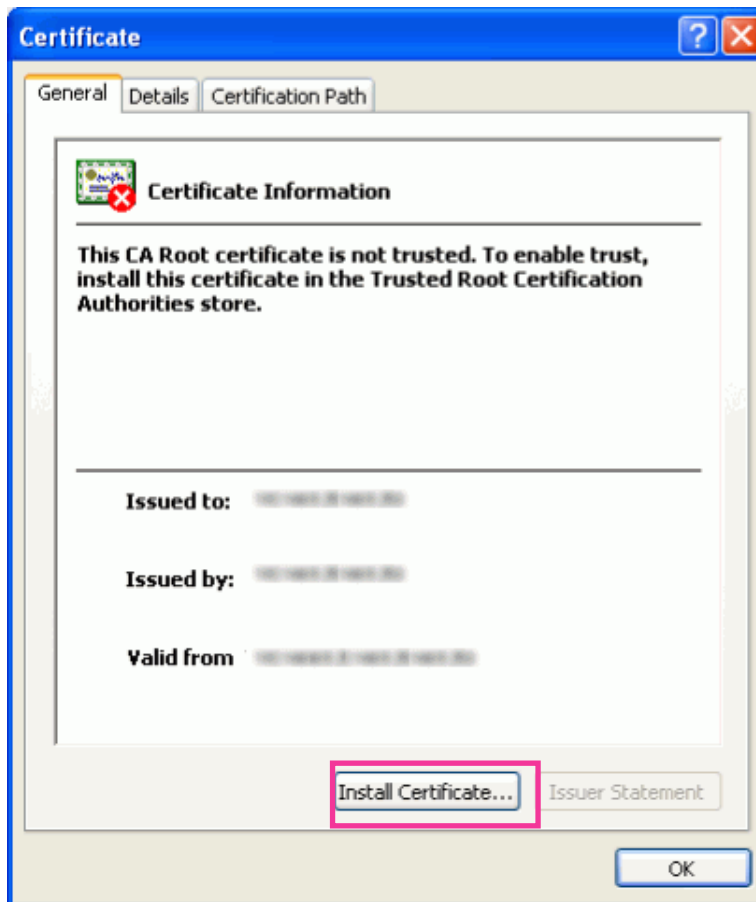 Certificate
General Details Certification Path
Certificate Information
This CA Root certificate is not trusted. To enable trust,
install this certificate in the Trusted Root Certification
Authorities store.
Issued to:
Issued by:
Valid from
Install Certificate... Issuer Statement
OK